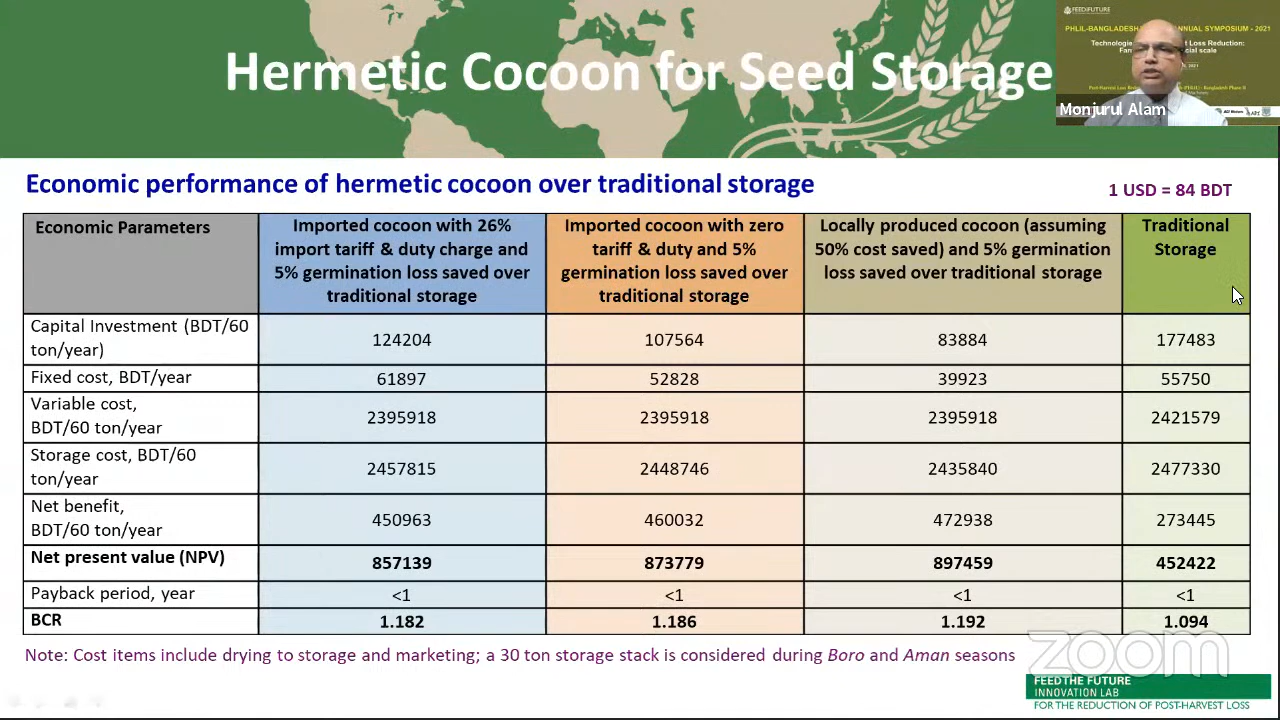 Hermetic Cocoon for Seed Storage
FEED FUTURE
PHLIL-BANGLADESH
ANNUAL SYMPOSIUM - 2021
Loss Reduction:
Monjurul Alam
Economic performance of hermetic cocoon over traditional storage
1 USD = 84 BDT
Economic Parameters
Imported cocoon with 26%
import tariff & duty charge and
5% germination loss saved over
traditional storage
Imported cocoon with zero
tariff & duty and 5%
germination loss saved over
traditional storage
Locally produced cocoon (assuming
50% cost saved) and 5% germination
loss saved over traditional storage
Traditional
Storage
Capital Investment (BDT/60
ton/year)
124204
107564
83884
177483
Fixed cost, BDT/year
61897
52828
39923
55750
Variable cost,
BDT/60 ton/year
2395918
2395918
2395918
2421579
Storage cost, BDT/60
ton/year
2457815
2448746
2435840
2477330
Net benefit,
BDT/60 ton/year
450963
460032
472938
273445
Net present value (NPV)
857139
873779
897459
452422
Payback period, year
<1
<1
<1
<1
BCR
1.182
1.186
1.192
1.094
Note: Cost items include drying to storage and marketing; a 30 ton storage stack is considered during Boro and Aman seasons
zoom
FEED THE FUTURE
INNOVATION LAB
FOR THE REDUCTION OF POST-HARVEST LOSS